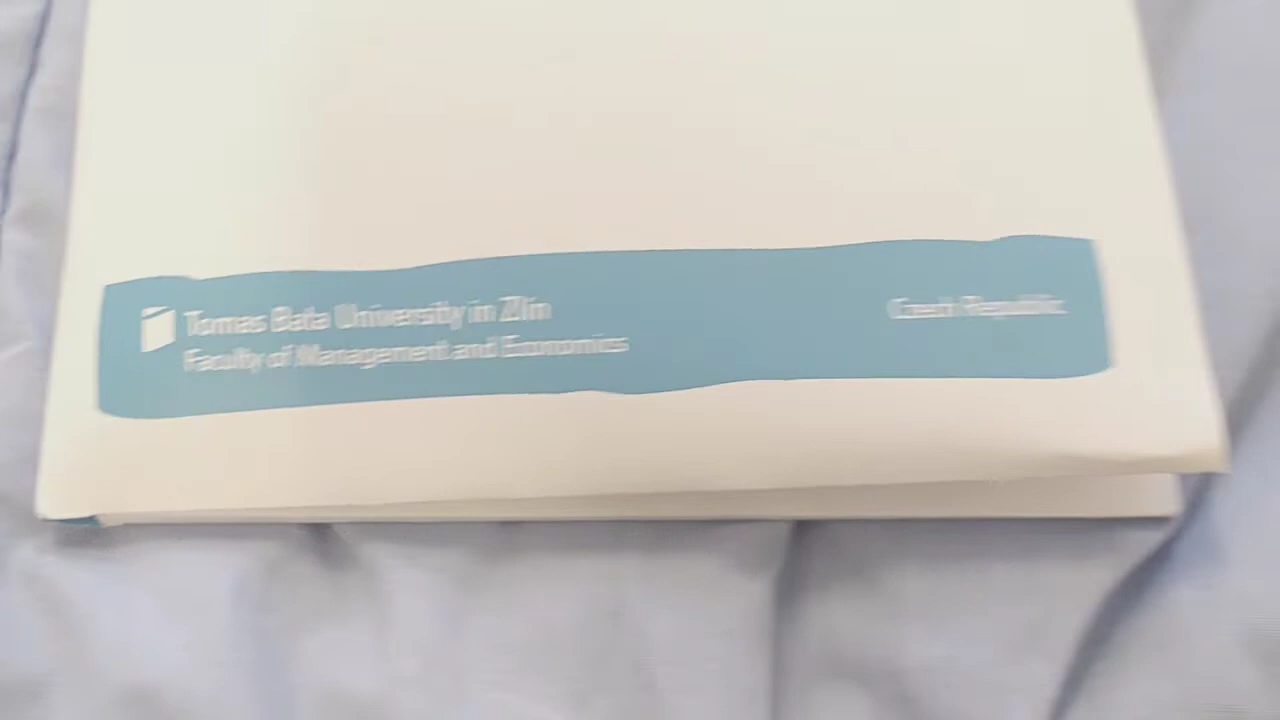 Tomas Bata University in Zlín
Faculty of Management and Economics
Czech Republic